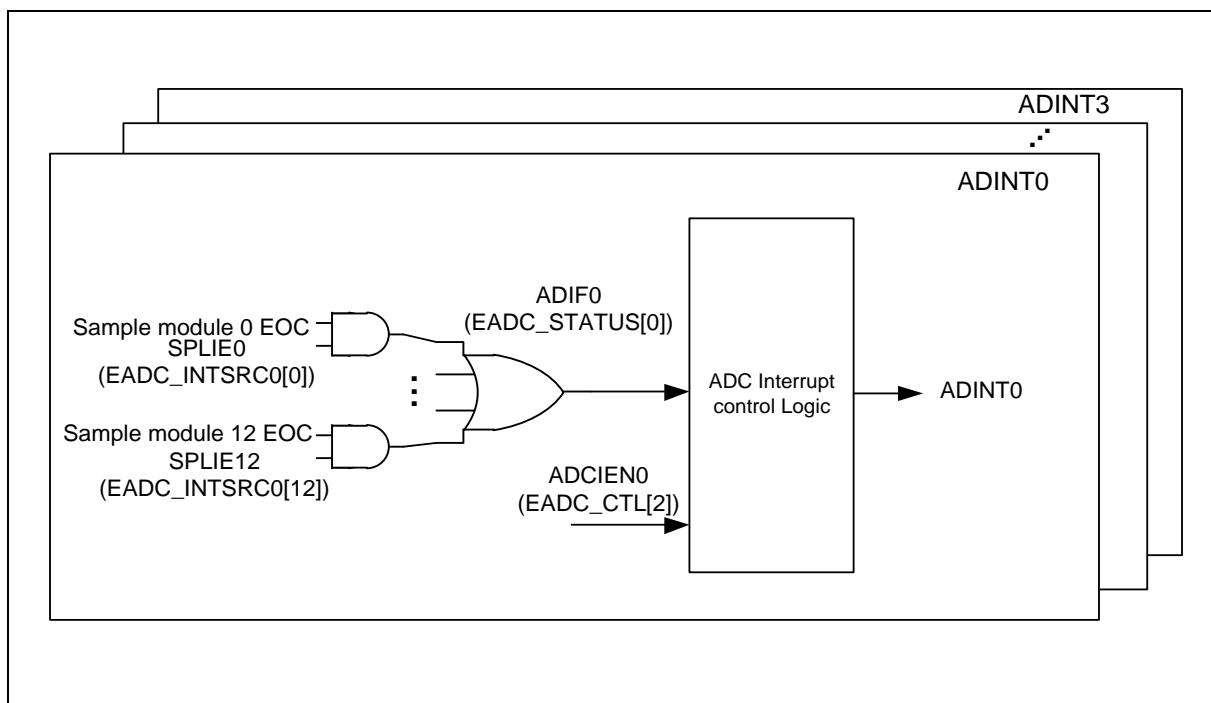 ADINT3
ADINT0
ADIF0
(EADC_STATUS[0])
Sample module 0 EOC
SPLIE0
(EADC_INTSRC0[0])
ADC Interrupt
control Logic
ADINT0
Sample module 12 EOC
SPLIE12
(EADC_INTSRC0[12])
ADCIEN0
(EADC_CTL[2])